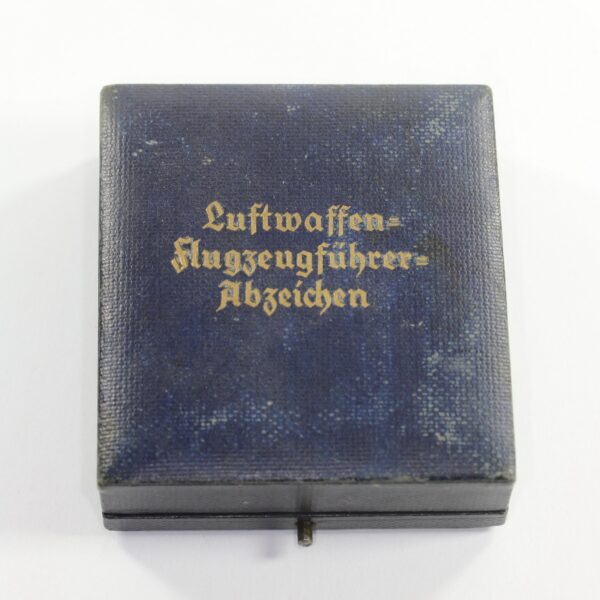 Luftwaffen=
Flugzeugführer=
Abzeichen